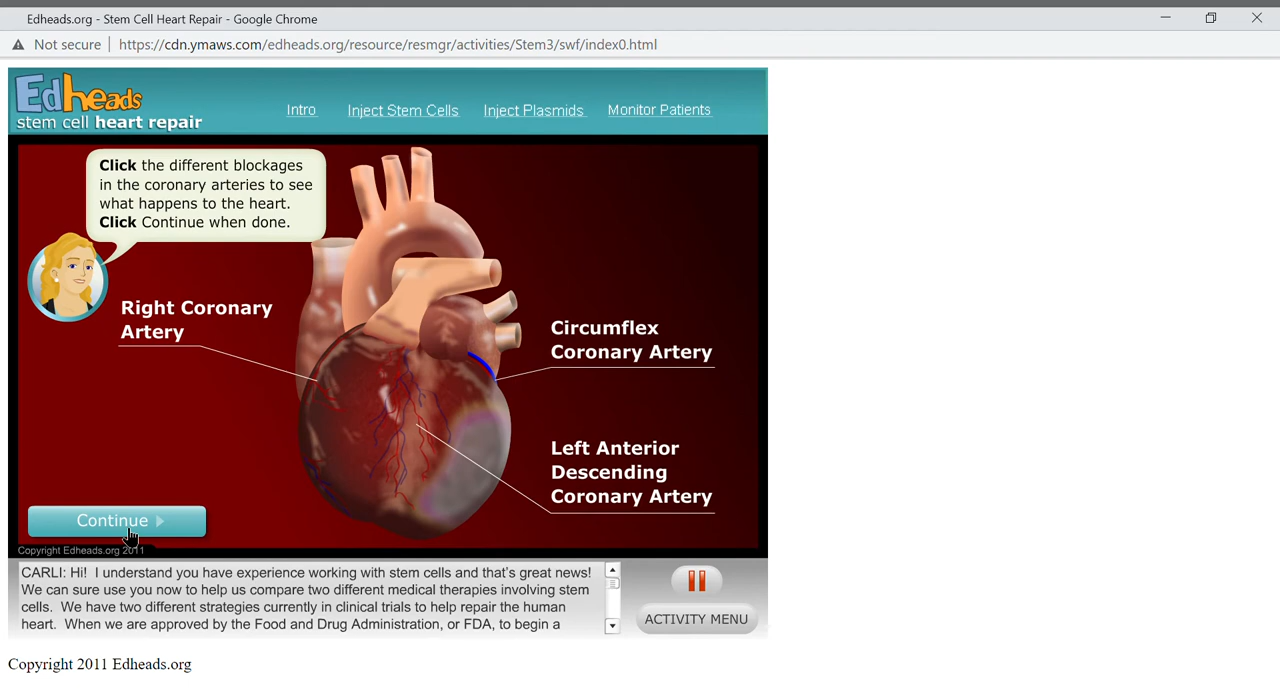 Edheads.org - Stem Cell Heart Repair - Google Chrome
Not secure | https://cdn.ymaws.com/edheads.org/resource/resmgr/activities/Stem3/swf/index0.html
Edheads
stem cell heart repair
Intro Inject Stem Cells Inject Plasmids Monitor Patients
Click the different blockages
in the coronary arteries to see
what happens to the heart.
Click Continue when done.
Right Coronary
Artery
Circumflex
Coronary Artery
Left Anterior
Descending
Coronary Artery
Continue
Copyright Edheads.org 2011
CARLI: Hi! I understand you have experience working with stem cells and that's great news!
We can sure use you now to help us compare two different medical therapies involving stem
cells. We have two different strategies currently in clinical trials to help repair the human
heart. When we are approved by the Food and Drug Administration, or FDA, to begin a
ACTIVITY MENU
Copyright 2011 Edheads.org